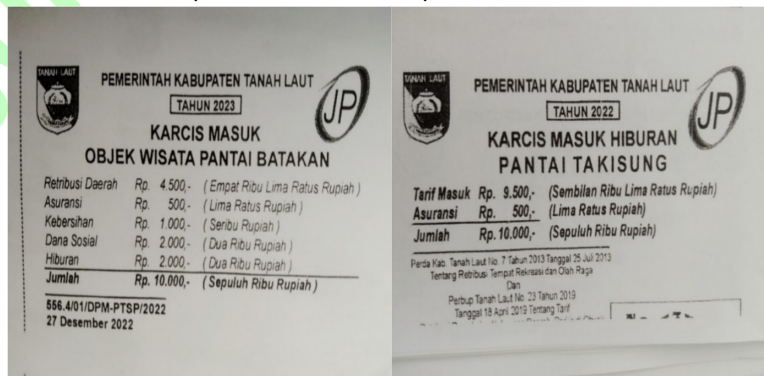 TANAH LAUT
PEMERINTAH KABUPATEN TANAH LAUT
TAHUN 2023
JP
KARCIS MASUK
OBJEK WISATA PANTAI BATAKAN
Retribusi Daerah Rp. 4.500,- ( Empat Ribu Lima Ratus Rupiah )
Asuransi Rp. 500,- ( Lima Ratus Rupiah )
Kebersihan Rp. 1.000,- ( Seribu Rupiah )
Dana Sosial Rp. 2.000,- ( Dua Ribu Rupiah )
Hiburan Rp. 2.000,- ( Dua Ribu Rupiah )
Jumlah Rp. 10.000,- ( Sepuluh Ribu Rupiah )
556.4/01/DPM-PTSP/2022
27 Desember 2022
TANAH LAUT
PEMERINTAH KABUPATEN TANAH LAUT
TAHUN 2022
JP
KARCIS MASUK HIBURAN
PANTAI TAKISUNG
Tarif Masuk Rp. 9.500,- (Sembilan Ribu Lima Ratus Rupiah)
Asuransi Rp. 500,- (Lima Ratus Rupiah)
Jumlah Rp. 10.000,- (Sepuluh Ribu Rupiah)
Perda Kab. Tanah Laut No. 7 Tahun 2013 Tanggal 25 Juli 2013
Tentang Retribusi Tempat Rekreasi dan Olah Raga
Dan
Perbup Tanah Laut No. 23 Tahun 2019
Tanggal 18 April 2019 Tentang Tarif